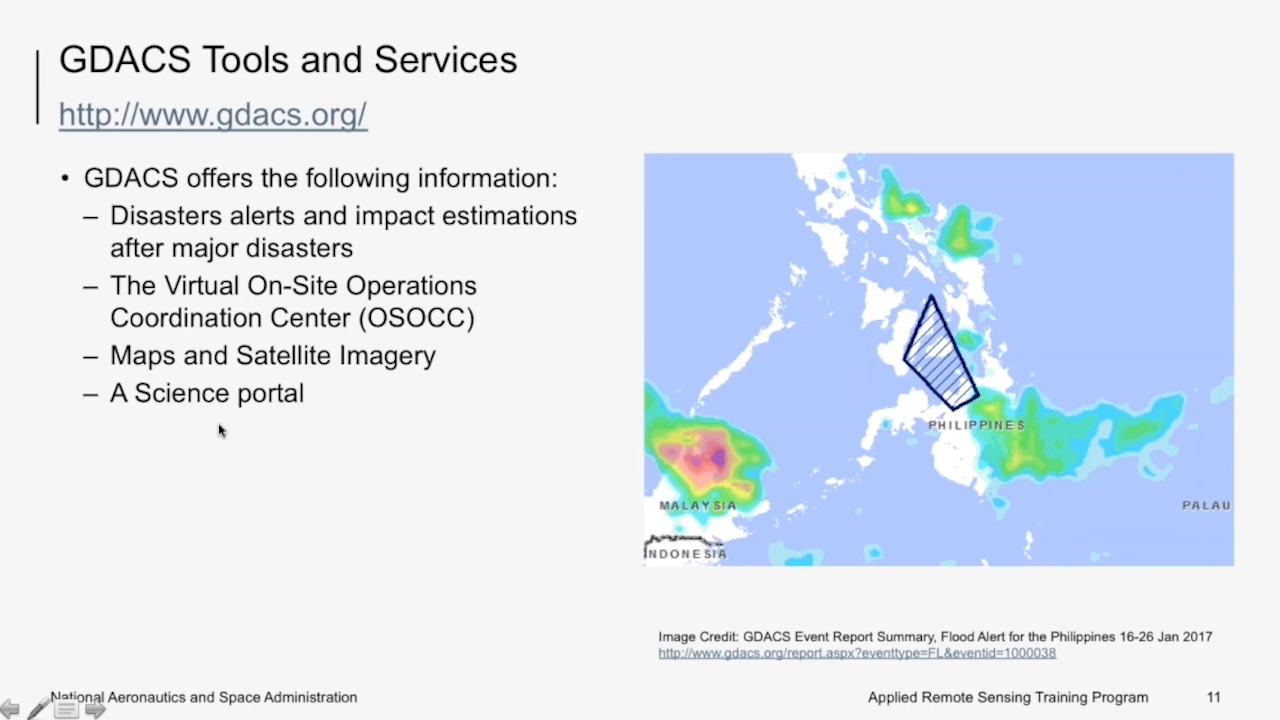 GDACS Tools and Services
http://www.gdacs.org/
• GDACS offers the following information:
– Disasters alerts and impact estimations
after major disasters
– The Virtual On-Site Operations
Coordination Center (OSOCC)
– Maps and Satellite Imagery
– A Science portal
PHILIPPINES
MALAYSIA
PALAU
INDONESIA
Image Credit: GDACS Event Report Summary, Flood Alert for the Philippines 16-26 Jan 2017
http://www.gdacs.org/report.aspx?eventtype=FL&eventid=1000038
National Aeronautics and Space Administration
Applied Remote Sensing Training Program
11